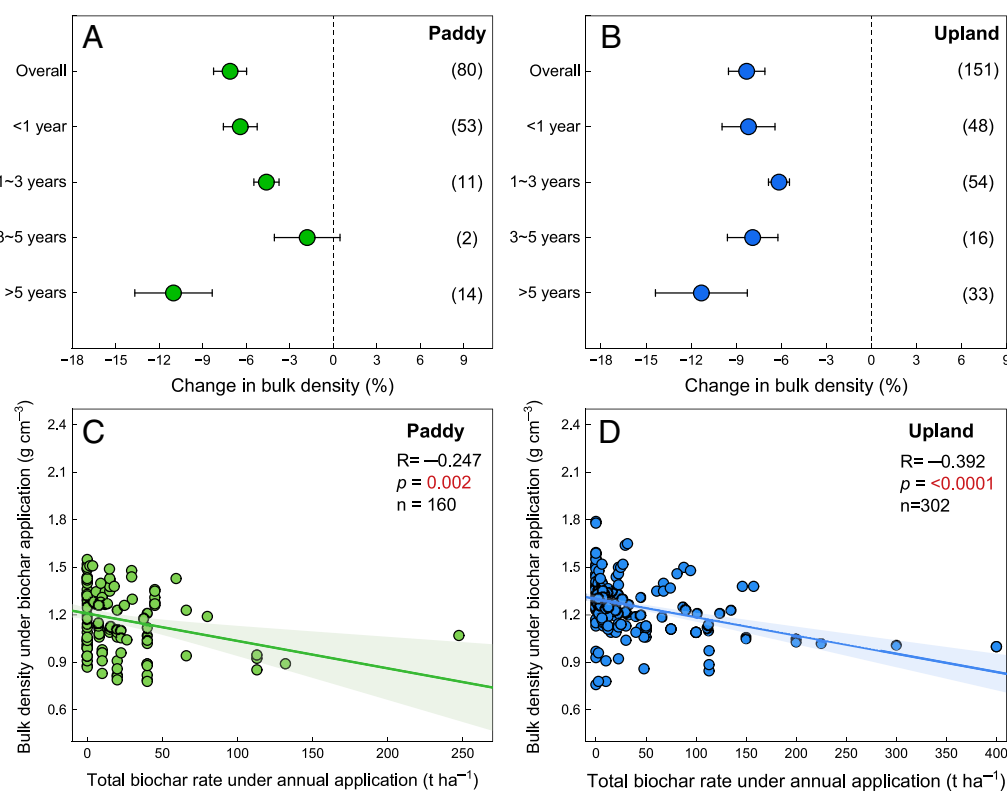 A
Paddy
Overall
(80)
<1 year
(53)
1~3 years
(11)
3~5 years
(2)
>5 years
(14)
−18 −15 −12 −9 −6 −3 0 3 6 9
Change in bulk density (%)
B
Upland
Overall
(151)
<1 year
(48)
1~3 years
(54)
3~5 years
(16)
>5 years
(33)
−18 −15 −12 −9 −6 −3 0 3 6 9
Change in bulk density (%)
C
Paddy
R= −0.247
p = 0.002
n = 160
Bulk density under biochar application (g cm−3)
2.4
2.1
1.8
1.5
1.2
0.9
0.6
0 50 100 150 200 250
Total biochar rate under annual application (t ha−1)
D
Upland
R= −0.392
p = <0.0001
n=302
Bulk density under biochar application (g cm−3)
2.4
2.1
1.8
1.5
1.2
0.9
0.6
0 50 100 150 200 250 300 350 400
Total biochar rate under annual application (t ha−1)